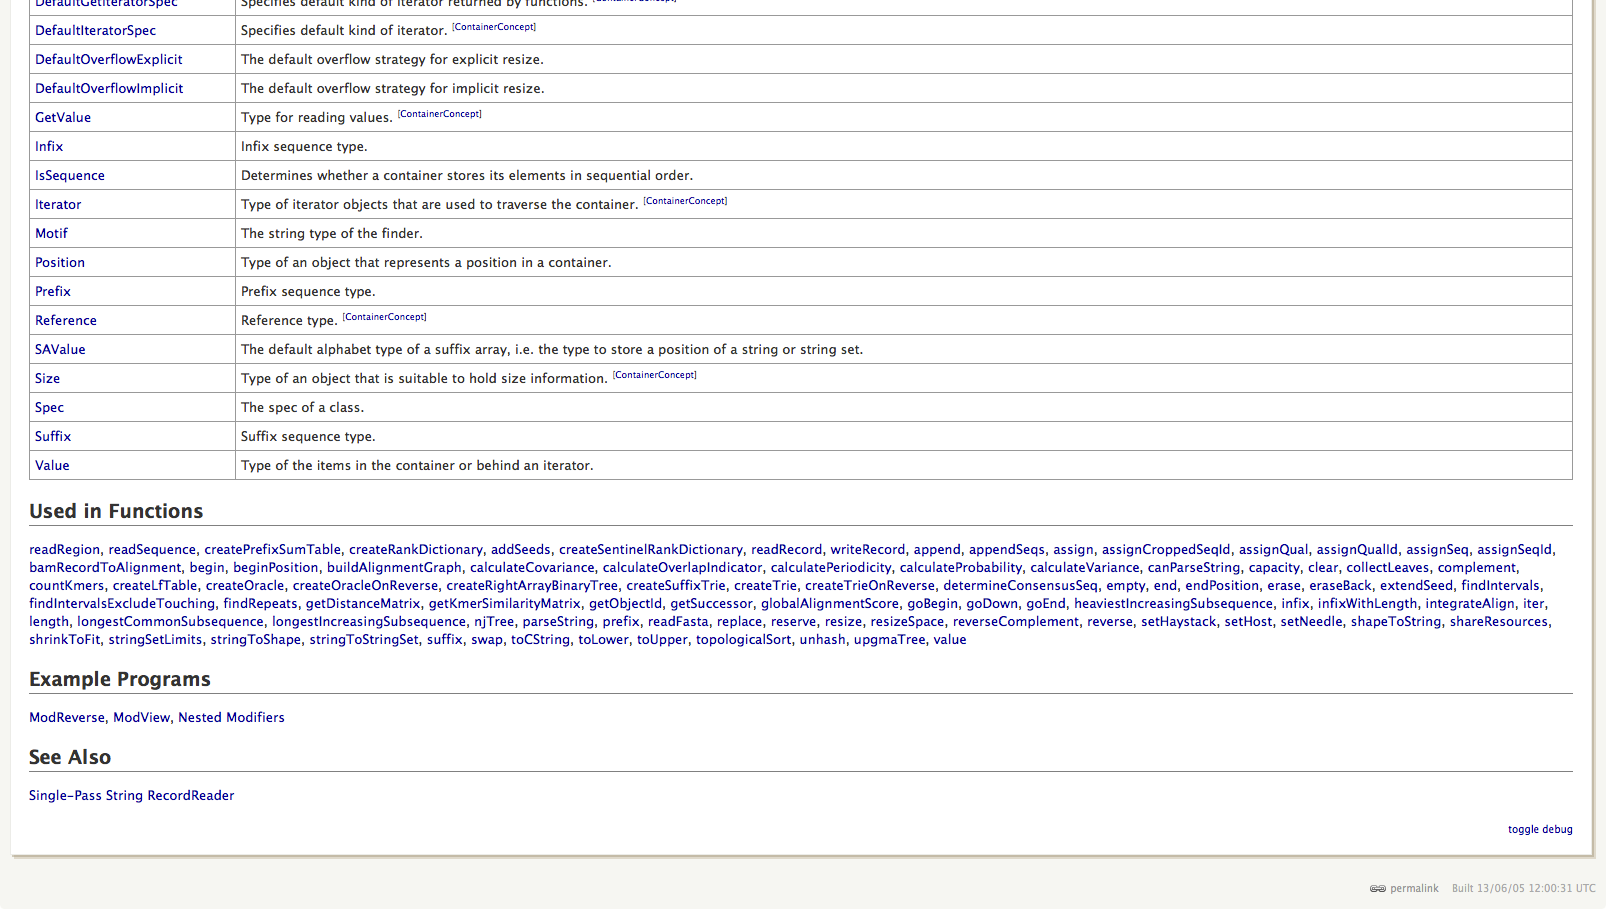 DefaultGetIteratorSpec Specifies default kind of iterator returned by functions. [ContainerConcept]
DefaultIteratorSpec Specifies default kind of iterator. [ContainerConcept]
DefaultOverflowExplicit The default overflow strategy for explicit resize.
DefaultOverflowImplicit The default overflow strategy for implicit resize.
GetValue Type for reading values. [ContainerConcept]
Infix Infix sequence type.
IsSequence Determines whether a container stores its elements in sequential order.
Iterator Type of iterator objects that are used to traverse the container. [ContainerConcept]
Motif The string type of the finder.
Position Type of an object that represents a position in a container.
Prefix Prefix sequence type.
Reference Reference type. [ContainerConcept]
SAValue The default alphabet type of a suffix array, i.e. the type to store a position of a string or string set.
Size Type of an object that is suitable to hold size information. [ContainerConcept]
Spec The spec of a class.
Suffix Suffix sequence type.
Value Type of the items in the container or behind an iterator.
Used in Functions
readRegion, readSequence, createPrefixSumTable, createRankDictionary, addSeeds, createSentinelRankDictionary, readRecord, writeRecord, append, appendSeqs, assign, assignCroppedSeqId, assignQual, assignQualId, assignSeq, assignSeqId,
bamRecordToAlignment, begin, beginPosition, buildAlignmentGraph, calculateCovariance, calculateOverlapIndicator, calculatePeriodicity, calculateProbability, calculateVariance, canParseString, capacity, clear, collectLeaves, complement,
countKmers, createLfTable, createOracle, createOracleOnReverse, createRightArrayBinaryTree, createSuffixTrie, createTrie, createTrieOnReverse, determineConsensusSeq, empty, end, endPosition, erase, eraseBack, extendSeed, findIntervals,
findIntervalsExcludeTouching, findRepeats, getDistanceMatrix, getKmerSimilarityMatrix, getObjectId, getSuccessor, globalAlignmentScore, goBegin, goDown, goEnd, heaviestIncreasingSubsequence, infix, infixWithLength, integrateAlign, iter,
length, longestCommonSubsequence, longestIncreasingSubsequence, njTree, parseString, prefix, readFasta, replace, reserve, resize, resizeSpace, reverseComplement, reverse, setHaystack, setHost, setNeedle, shapeToString, shareResources,
shrinkToFit, stringSetLimits, stringToShape, stringToStringSet, suffix, swap, toCString, toLower, toUpper, topologicalSort, unhash, upgmaTree, value
Example Programs
ModReverse, ModView, Nested Modifiers
See Also
Single-Pass String RecordReader
toggle debug
permalink Built 13/06/05 12:00:31 UTC